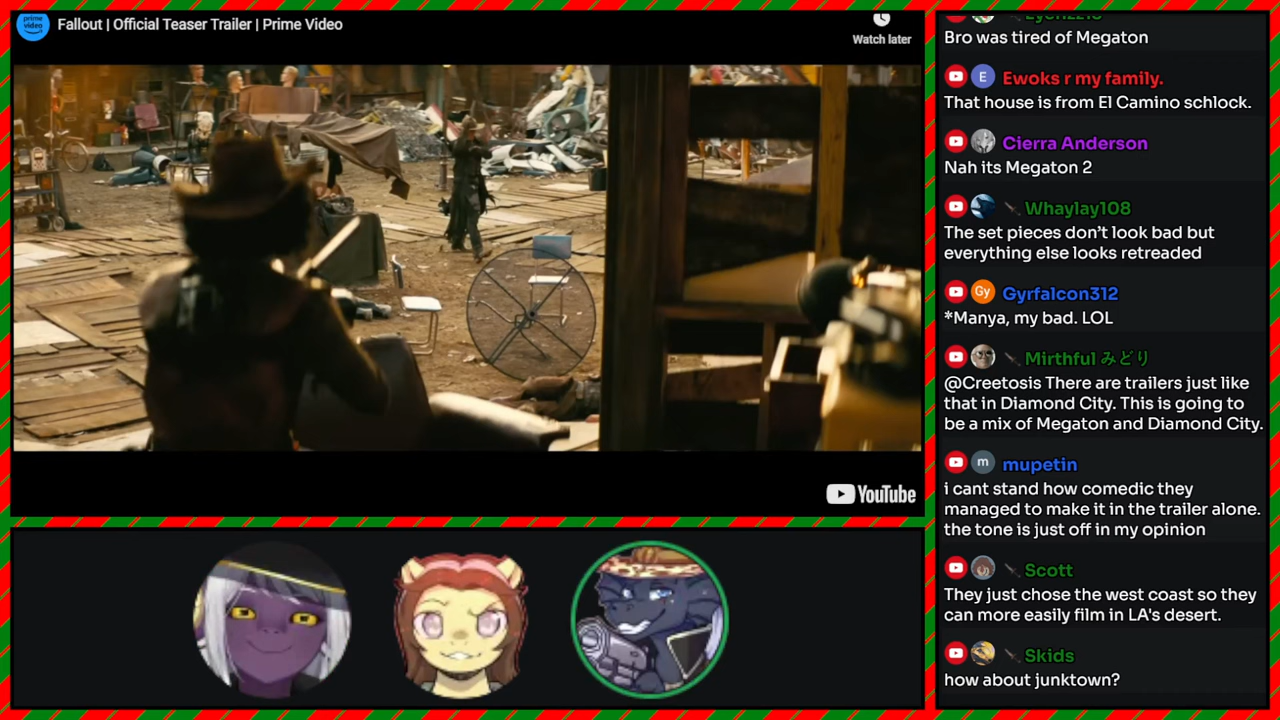 prime video
Fallout | Official Teaser Trailer | Prime Video
Watch later
YouTube
Bro was tired of Megaton
E Ewoks r my family.
That house is from El Camino schlock.
Cierra Anderson
Nah its Megaton 2
Whaylay108
The set pieces don’t look bad but
everything else looks retreaded
Gy Gyrfalcon312
*Manya, my bad. LOL
Mirthful みどり
@Creetosis There are trailers just like
that in Diamond City. This is going to
be a mix of Megaton and Diamond City.
m mupetin
i cant stand how comedic they
managed to make it in the trailer alone.
the tone is just off in my opinion
Scott
They just chose the west coast so they
can more easily film in LA's desert.
Skids
how about junktown?